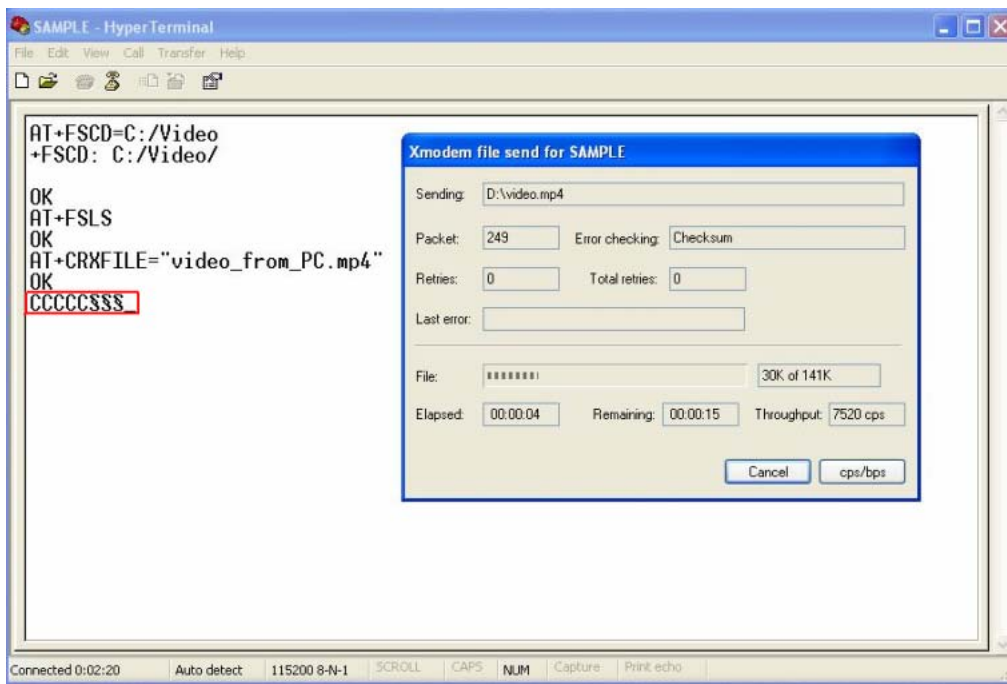 SAMPLE - HyperTerminal
File Edit View Call Transfer Help
AT+FSCD=C:/Video
+FSCD: C:/Video/
OK
AT+FSLS
OK
AT+CRXFILE="video_from_PC.mp4"
OK
CCCCC§§§_
Xmodem file send for SAMPLE
Sending: D:\video.mp4
Packet: 249 Error checking: Checksum
Retries: 0 Total retries: 0
Last error:
File: 30K of 141K
Elapsed: 00:00:04 Remaining: 00:00:15 Throughput: 7520 cps
Cancel cps/bps
Connected 0:02:20 Auto detect 115200 8-N-1 SCROLL CAPS NUM Capture Print echo